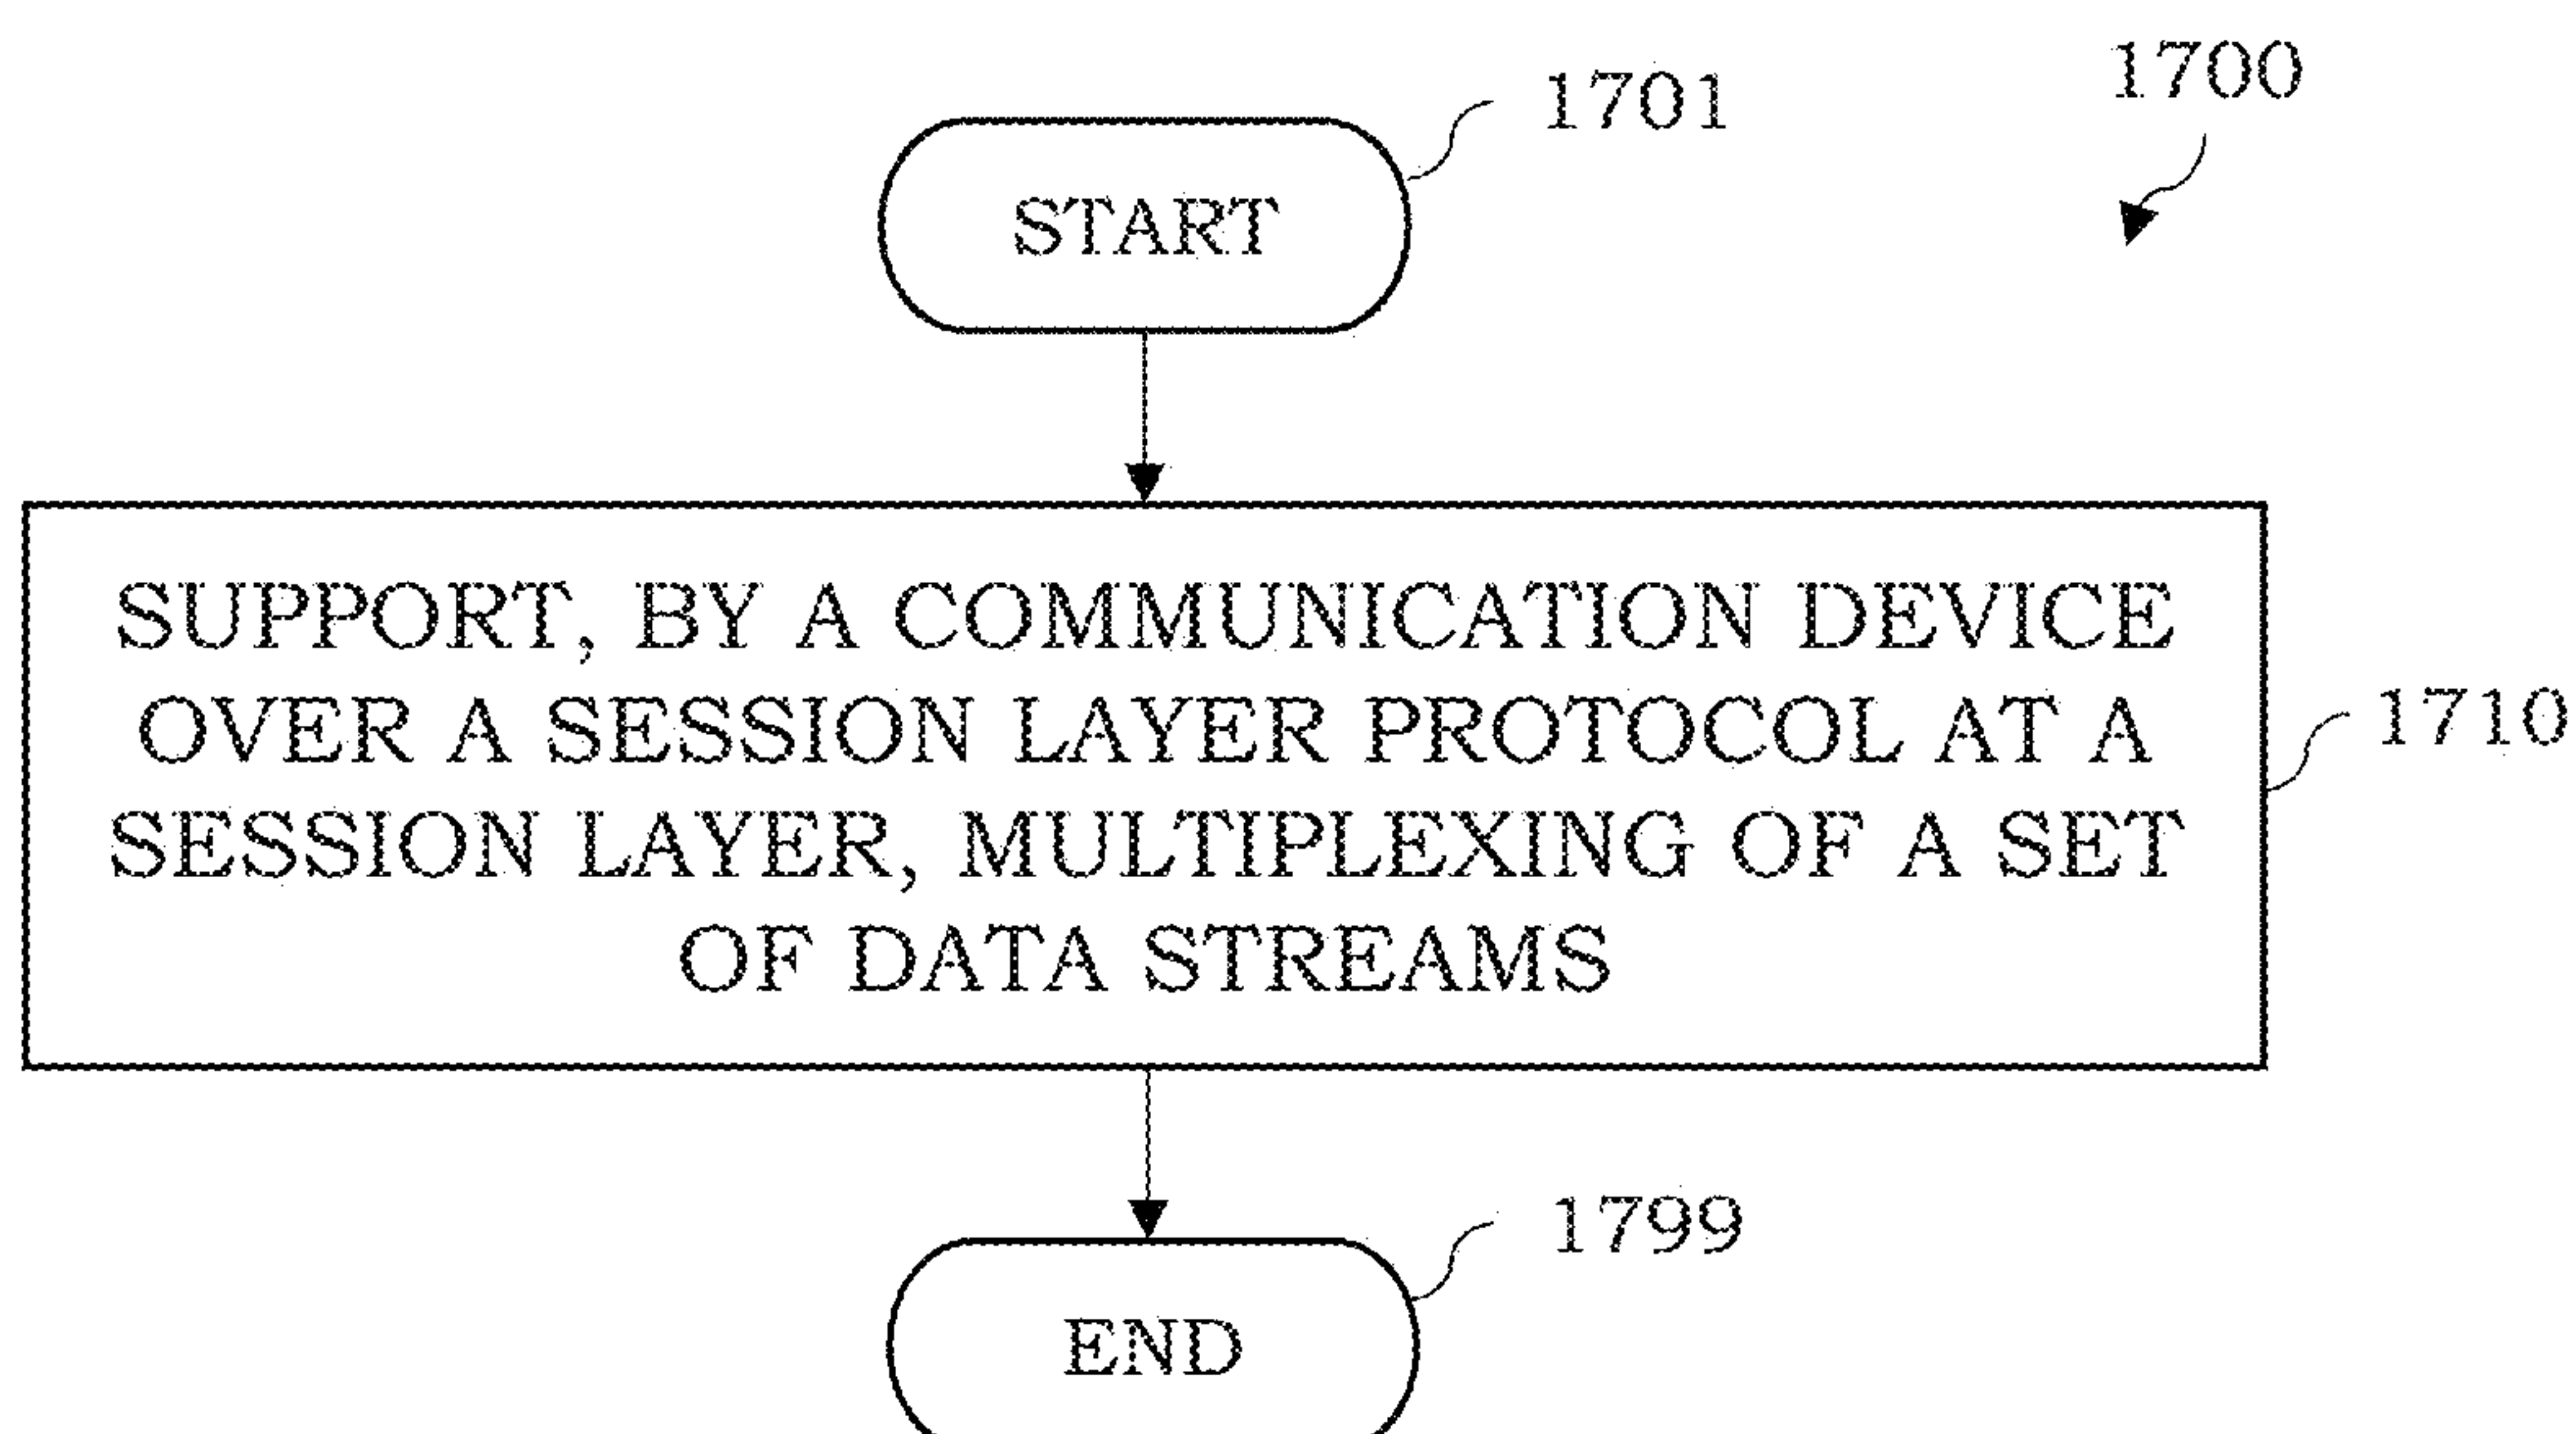 1700
1701
START
SUPPORT, BY A COMMUNICATION DEVICE
OVER A SESSION LAYER PROTOCOL AT A
SESSION LAYER, MULTIPLEXING OF A SET
OF DATA STREAMS
1710
1799
END